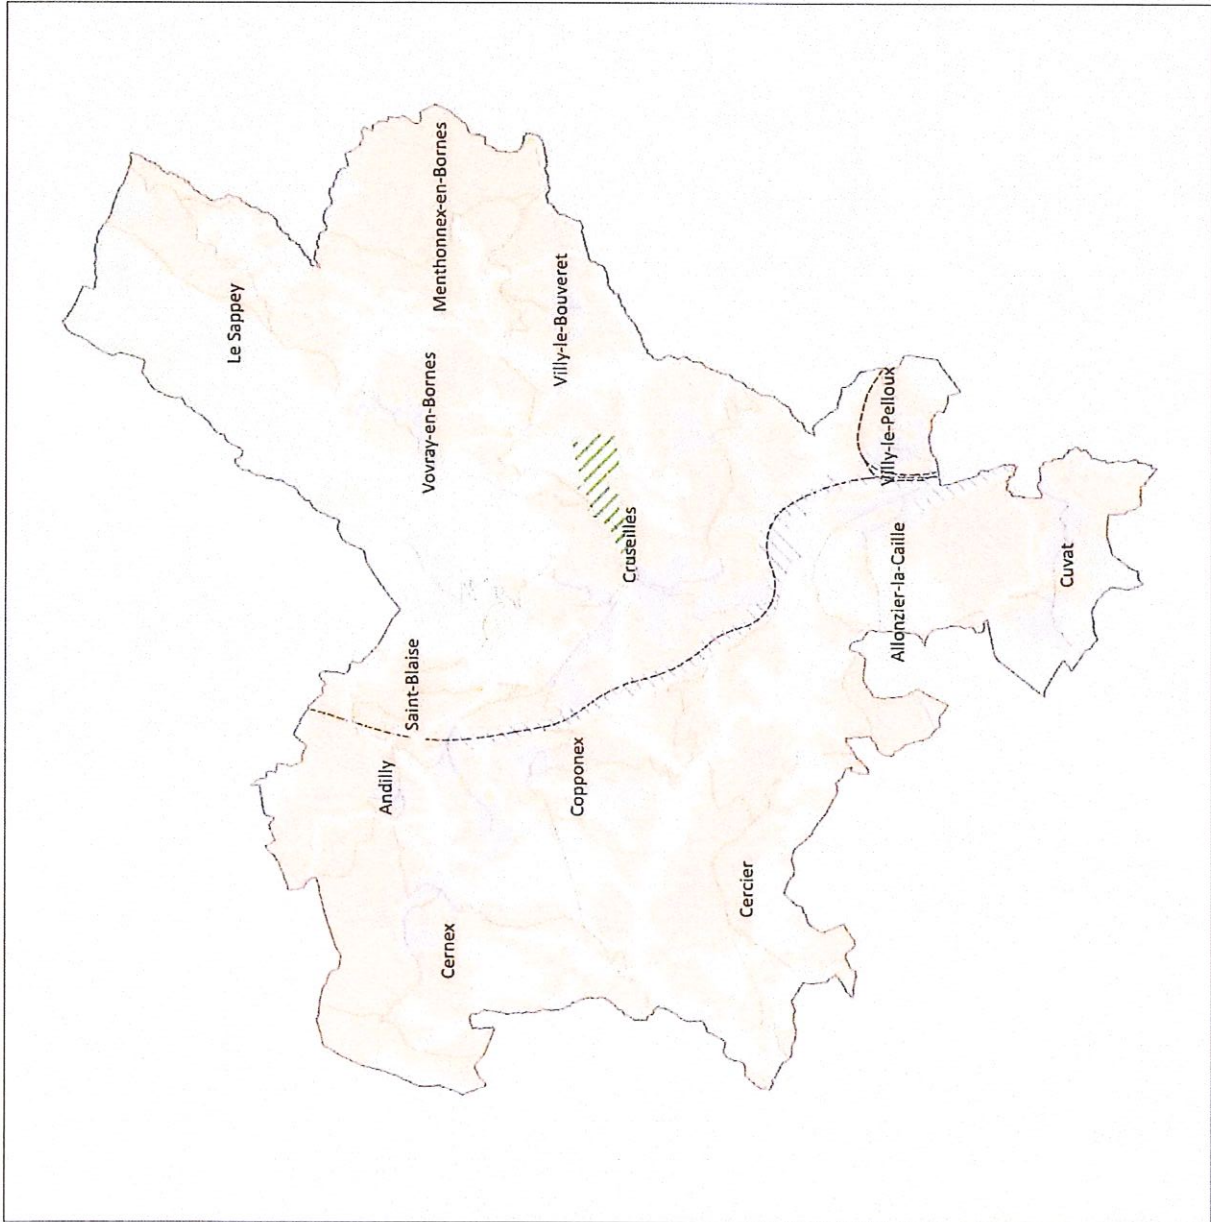 Le Sappey
Menthonnex-en-Bornes
Vovray-en-Bornes
Villy-le-Bouveret
Cruseilles
Villy-le-Pelloux
Saint-Blaise
Andilly
Copponex
Cernex
Cercier
Allonzier-la-Caille
Cuvat